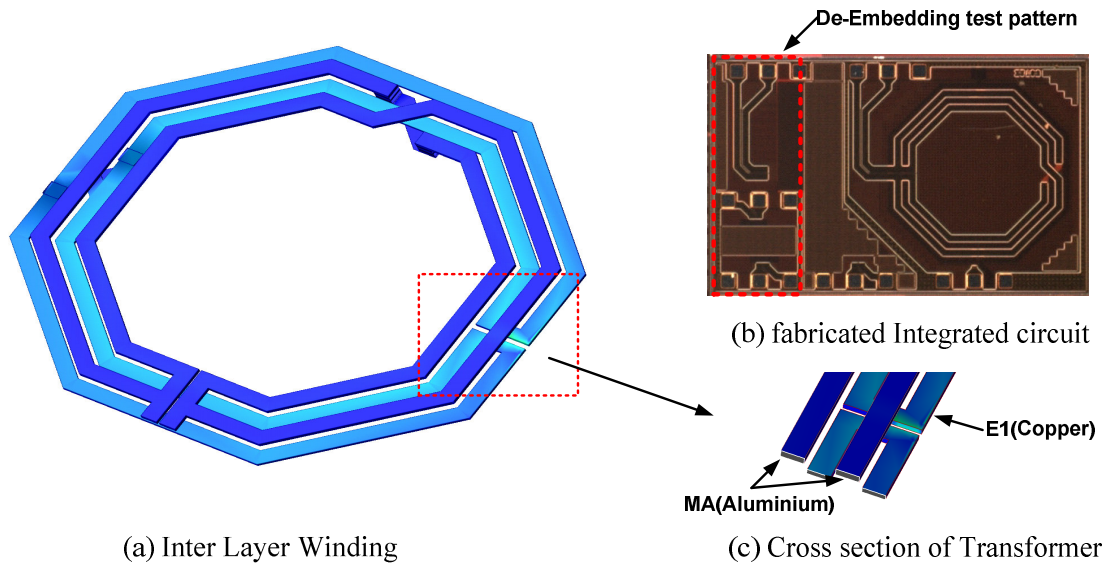 De-Embedding test pattern
(b) fabricated Integrated circuit
E1(Copper)
MA(Aluminium)
(a) Inter Layer Winding
(c) Cross section of Transformer